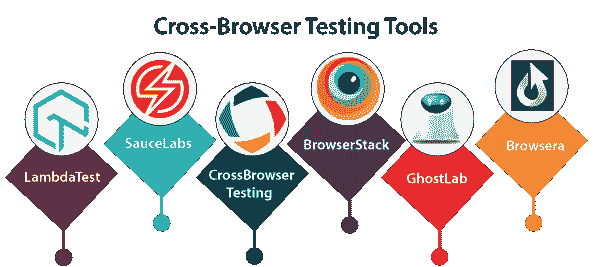 Cross-Browser Testing Tools
LambdaTest
SauceLabs
CrossBrowser
Testing
BrowserStack
GhostLab
Browsera